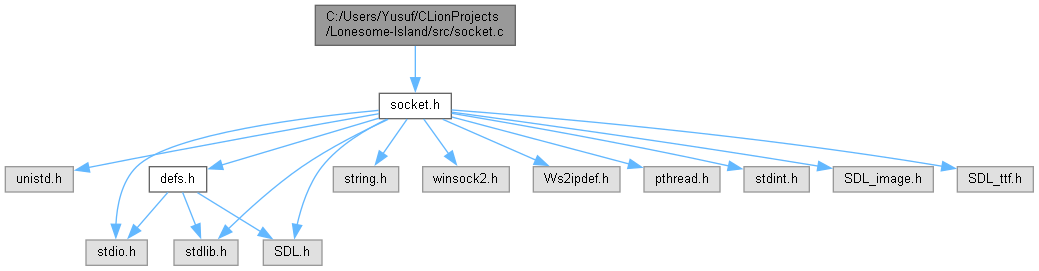 C:/Users/Yusuf/CLionProjects
/Lonesome-Island/src/socket.c
socket.h
unistd.h
defs.h
string.h
winsock2.h
Ws2ipdef.h
pthread.h
stdint.h
SDL_image.h
SDL_ttf.h
stdio.h
stdlib.h
SDL.h